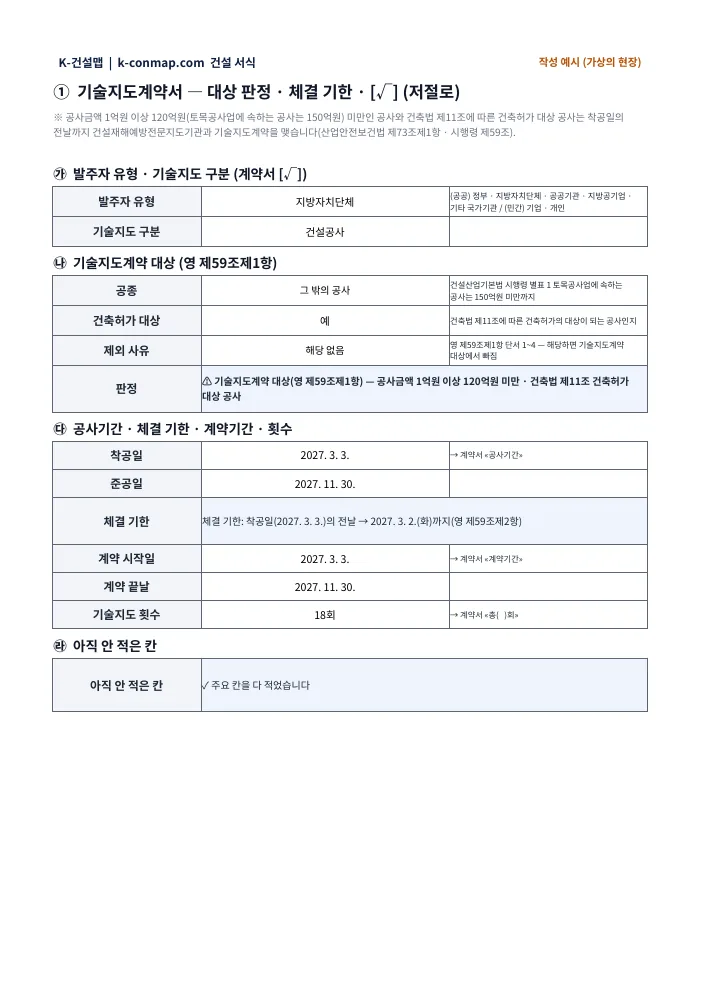 K-건설맵 | k-conmap.com 건설 서식
작성 예시 (가상의 현장)
① 기술지도계약서 — 대상 판정 · 체결 기한 · [√] (저절로)
※ 공사금액 1억원 이상 120억원(토목공사업에 속하는 공사는 150억원) 미만인 공사와 건축법 제11조에 따른 건축허가 대상 공사는 착공일의
전날까지 건설재해예방전문지도기관과 기술지도계약을 맺습니다(산업안전보건법 제73조제1항 · 시행령 제59조).
㉮ 발주자 유형 · 기술지도 구분 (계약서 [√])
발주자 유형
지방자치단체
(공공) 정부 · 지방자치단체 · 공공기관 · 지방공기업 ·
기타 국가기관 / (민간) 기업 · 개인
기술지도 구분
건설공사
㉯ 기술지도계약 대상 (영 제59조제1항)
공종
그 밖의 공사
건설산업기본법 시행령 별표 1 토목공사업에 속하는
공사는 150억원 미만까지
건축허가 대상
예
건축법 제11조에 따른 건축허가의 대상이 되는 공사인지
제외 사유
해당 없음
영 제59조제1항 단서 1~4 — 해당하면 기술지도계약
대상에서 빠짐
판정
⚠ 기술지도계약 대상(영 제59조제1항) — 공사금액 1억원 이상 120억원 미만 · 건축법 제11조 건축허가
대상 공사
㉰ 공사기간 · 체결 기한 · 계약기간 · 횟수
착공일
2027. 3. 3.
→ 계약서 «공사기간»
준공일
2027. 11. 30.
체결 기한
체결 기한: 착공일(2027. 3. 3.)의 전날 → 2027. 3. 2.(화)까지(영 제59조제2항)
계약 시작일
2027. 3. 3.
→ 계약서 «계약기간»
계약 끝날
2027. 11. 30.
기술지도 횟수
18회
→ 계약서 «총( )회»
㉱ 아직 안 적은 칸
아직 안 적은 칸
✓ 주요 칸을 다 적었습니다